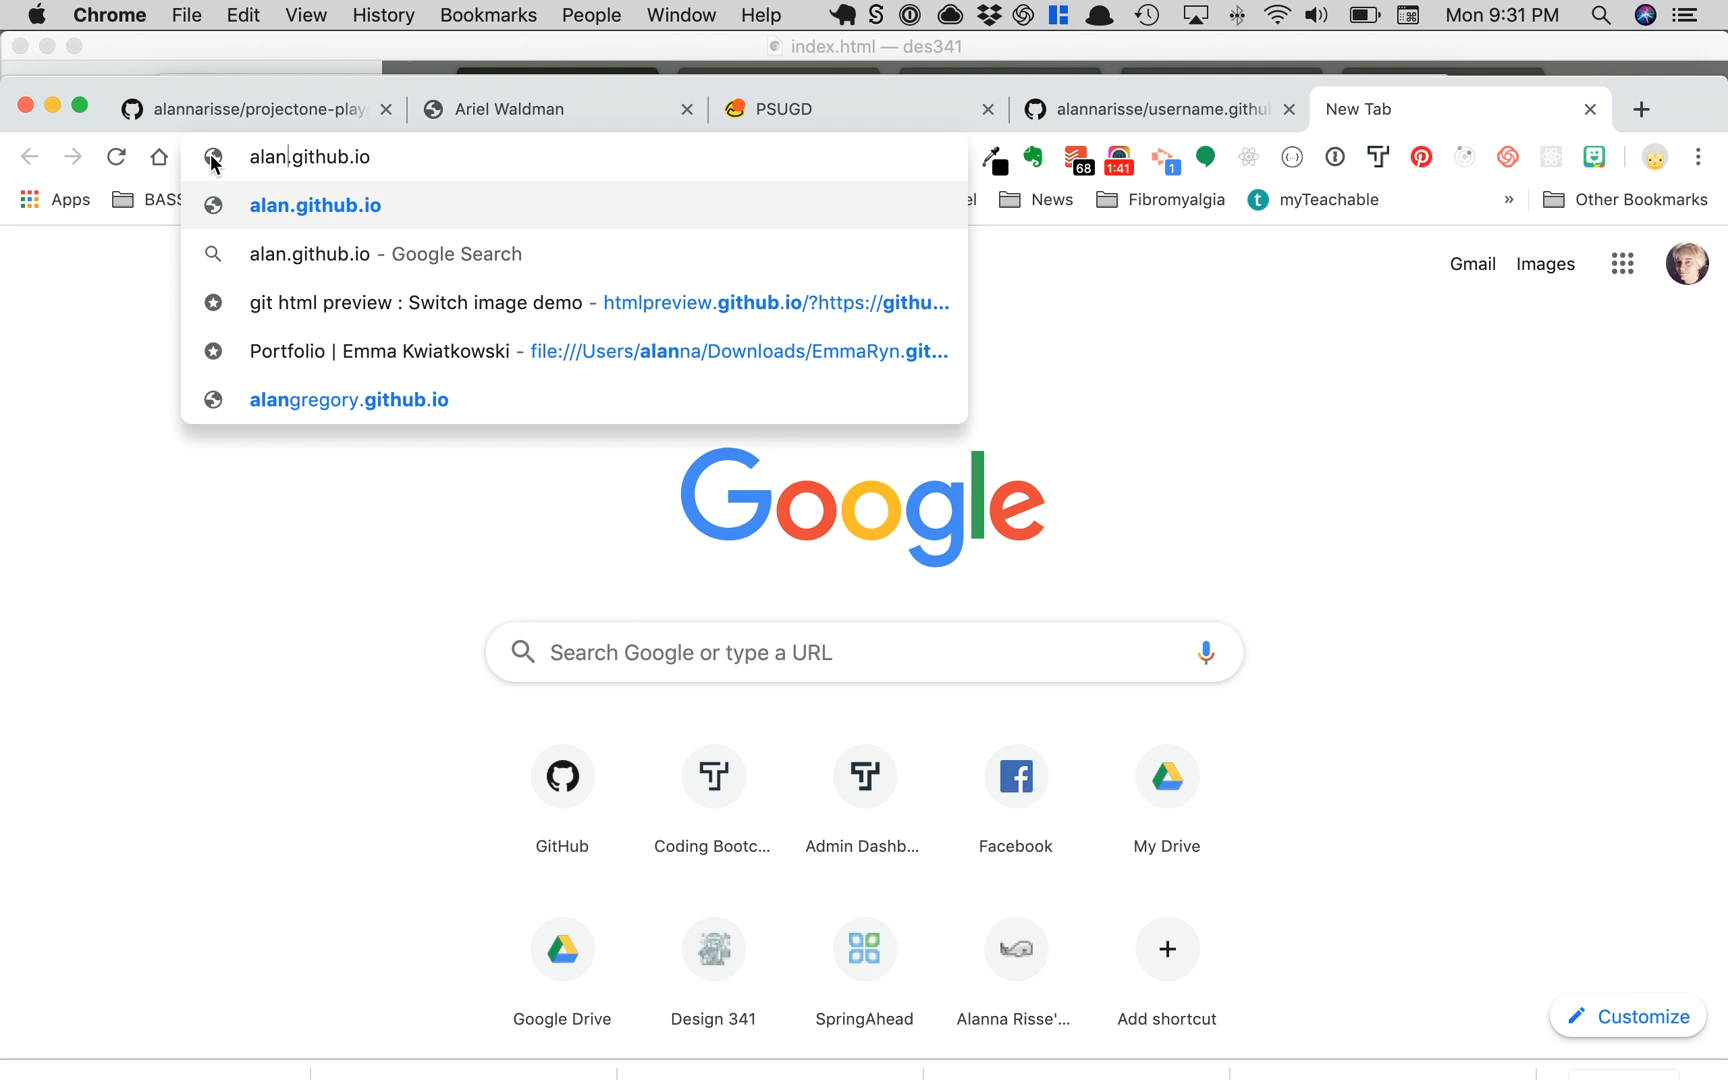 Chrome File Edit View History Bookmarks People Window Help Mon 9:31 PM
index.html — des341
alannarisse/projectone-play Ariel Waldman PSUGD alannarisse/username.githu New Tab
alan.github.io 68 1:41 1
Apps BASS News Fibromyalgia myTeachable » Other Bookmarks
alan.github.io
alan.github.io - Google Search
git html preview : Switch image demo - htmlpreview.github.io/?https://githu...
Portfolio | Emma Kwiatkowski - file:///Users/alanna/Downloads/EmmaRyn.git...
alangregory.github.io
Gmail Images
Google
Search Google or type a URL
GitHub Coding Bootc... Admin Dashb... Facebook My Drive
Google Drive Design 341 SpringAhead Alanna Risse'... Add shortcut
Customize